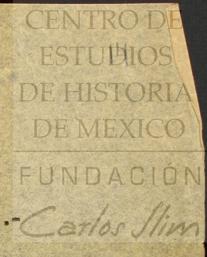 CENTRO DE
ESTUDIOS
DE HISTORIA
DE MEXICO
FUNDACIÓN
Carlos Slim